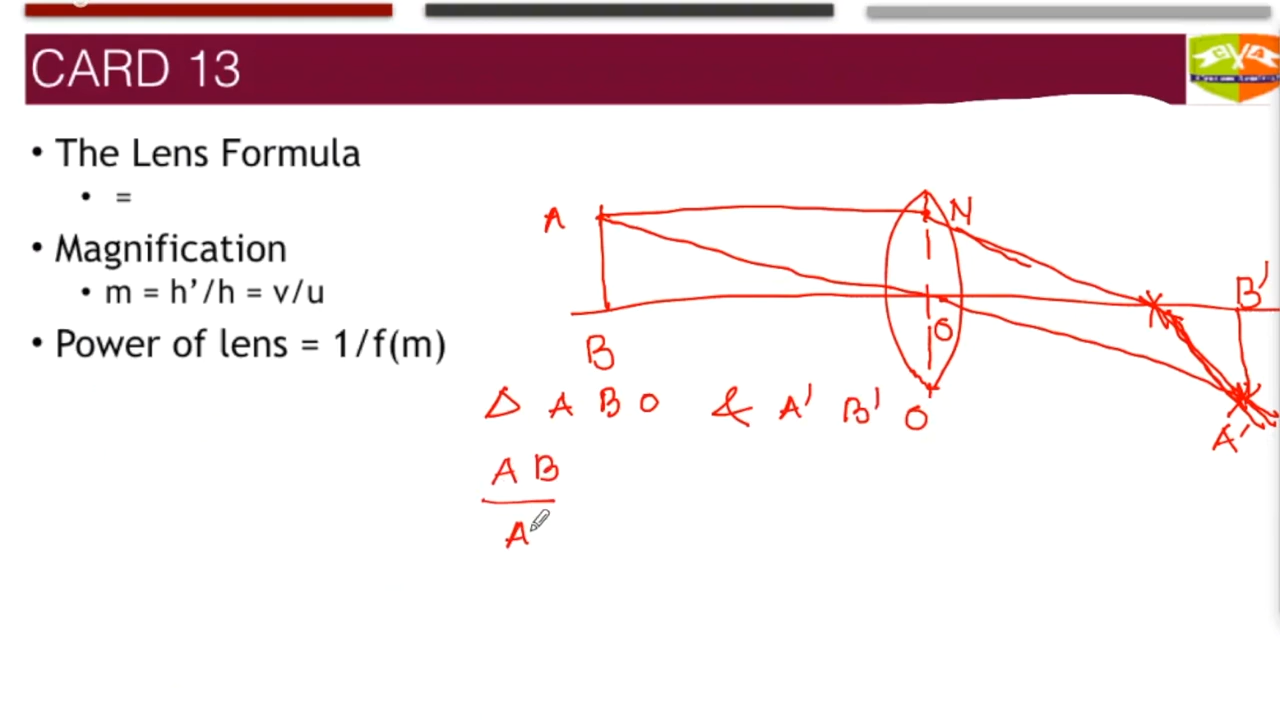 CARD 13
• The Lens Formula
• =
• Magnification
• m = h’/h = v/u
• Power of lens = 1/f(m)
A
N
B'
B
O
A'
Δ A B O & A' B' O
A B
A